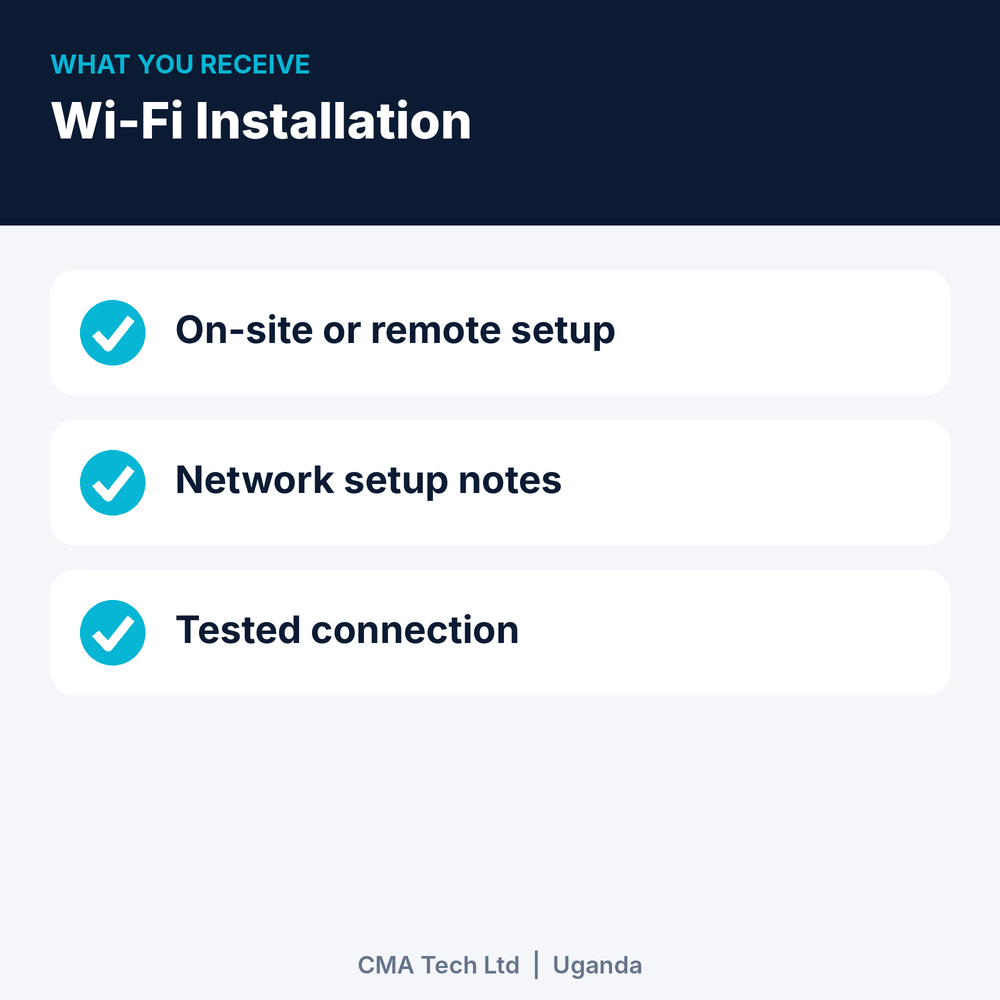 WHAT YOU RECEIVE
Wi-Fi Installation
On-site or remote setup
Network setup notes
Tested connection
CMA Tech Ltd | Uganda